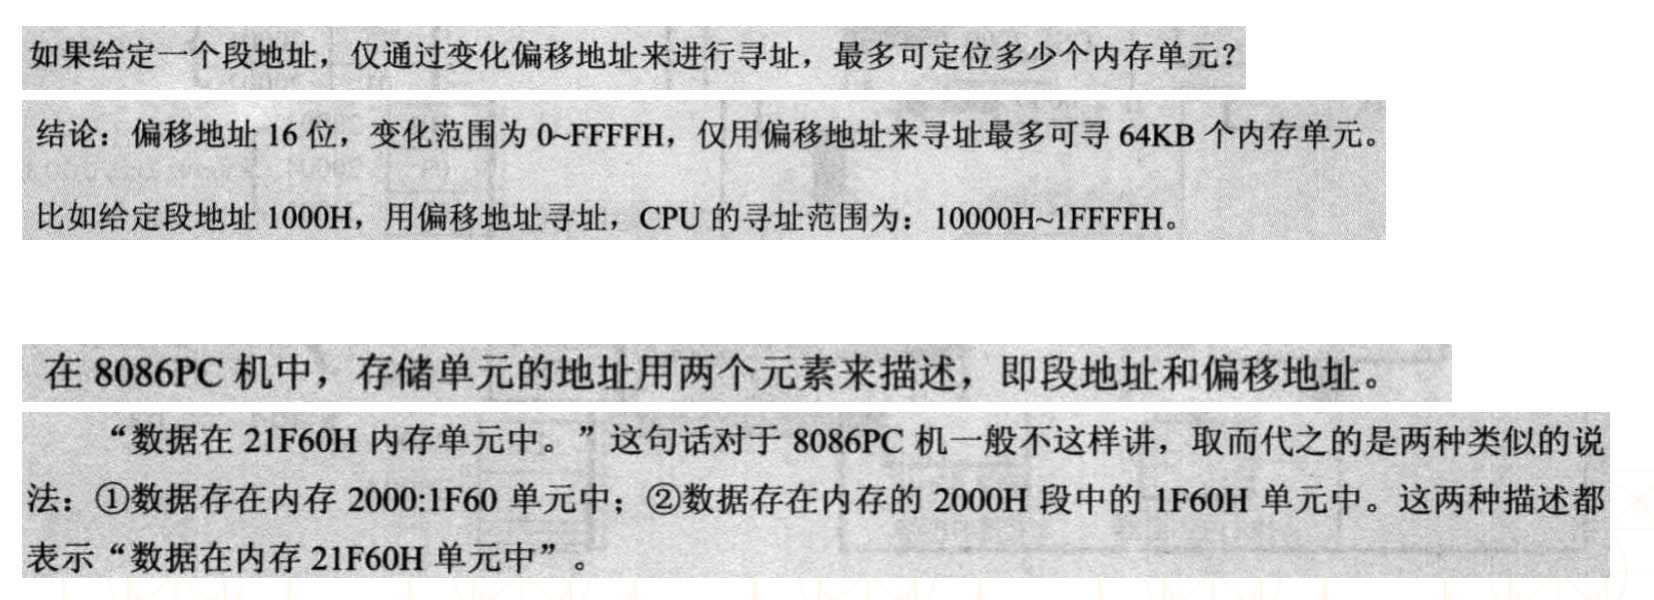 如果给定一个段地址，仅通过变化偏移地址来进行寻址，最多可定位多少个内存单元？
结论：偏移地址 16 位，变化范围为 0~FFFFH，仅用偏移地址来寻址最多可寻 64KB 个内存单元。
比如给定段地址 1000H，用偏移地址寻址，CPU 的寻址范围为：10000H~1FFFFH。
在 8086PC 机中，存储单元的地址用两个元素来描述，即段地址和偏移地址。
“数据在 21F60H 内存单元中。”这句话对于 8086PC 机一般不这样讲，取而代之的是两种类似的说
法：①数据存在内存 2000:1F60 单元中；②数据存在内存的 2000H 段中的 1F60H 单元中。这两种描述都
表示“数据在内存 21F60H 单元中”。